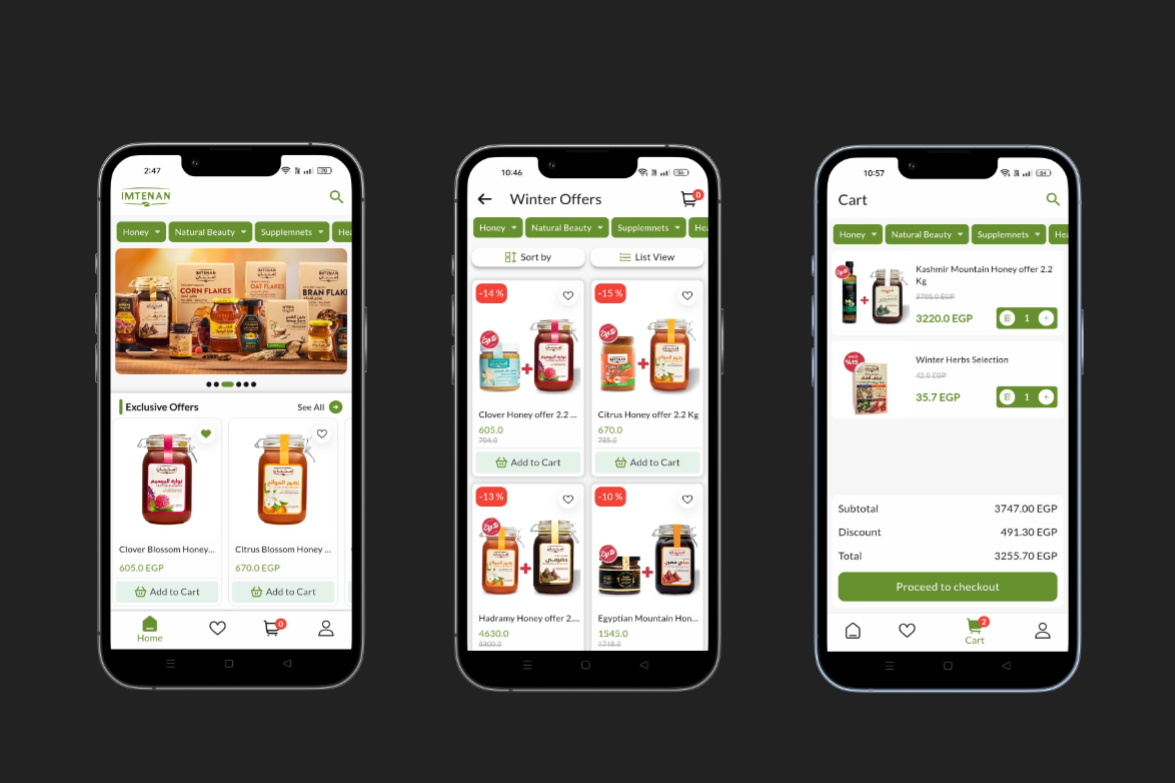 2:47
IMTENAN
Honey
Natural Beauty
Supplemnets
Hea
IMTENAN
CORN FLAKES
IMTENAN
OAT FLAKES
IMTENAN
BRAN FLAK
Exclusive Offers
See All
Clover Blossom Honey...
605.0 EGP
Add to Cart
Citrus Blossom Honey ...
670.0 EGP
Add to Cart
Home
0
10:46
Winter Offers
0
Honey
Natural Beauty
Supplemnets
Hea
Sort by
List View
-14 %
Clover Honey offer 2.2 ...
605.0
704.0
Add to Cart
-15 %
Citrus Honey offer 2.2 Kg
670.0
785.0
Add to Cart
-13 %
Hadramy Honey offer 2....
4630.0
5300.0
-10 %
Egyptian Mountain Hon...
1545.0
1718.0
10:57
Cart
Honey
Natural Beauty
Supplemnets
Hea
Kashmir Mountain Honey offer 2.2
Kg
3705.0 EGP
3220.0 EGP
1
Winter Herbs Selection
42.0 EGP
35.7 EGP
1
Subtotal
3747.00 EGP
Discount
491.30 EGP
Total
3255.70 EGP
Proceed to checkout
2
Cart